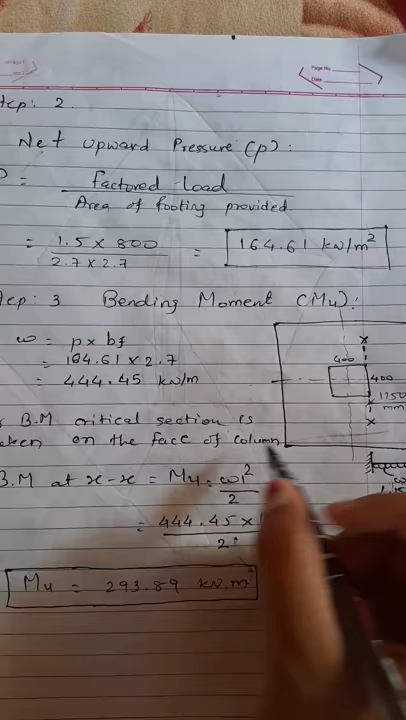 Page No.
Date
tep: 2
Net Upward Pressure (p):
= Factored Load
Area of footing provided
= 1.5 x 800
2.7 x 2.7
= 164.61 kN/m²
tep: 3 Bending Moment (Mu):
w = p x bf
= 164.61 x 2.7
= 444.45 kN/m
x
400
400
1150
mm
x
B.M critical section is
aken on the face of column
B.M at x-x = Mu = wl²
2
= 444.45 x
2
Mu = 293.89 kN.m